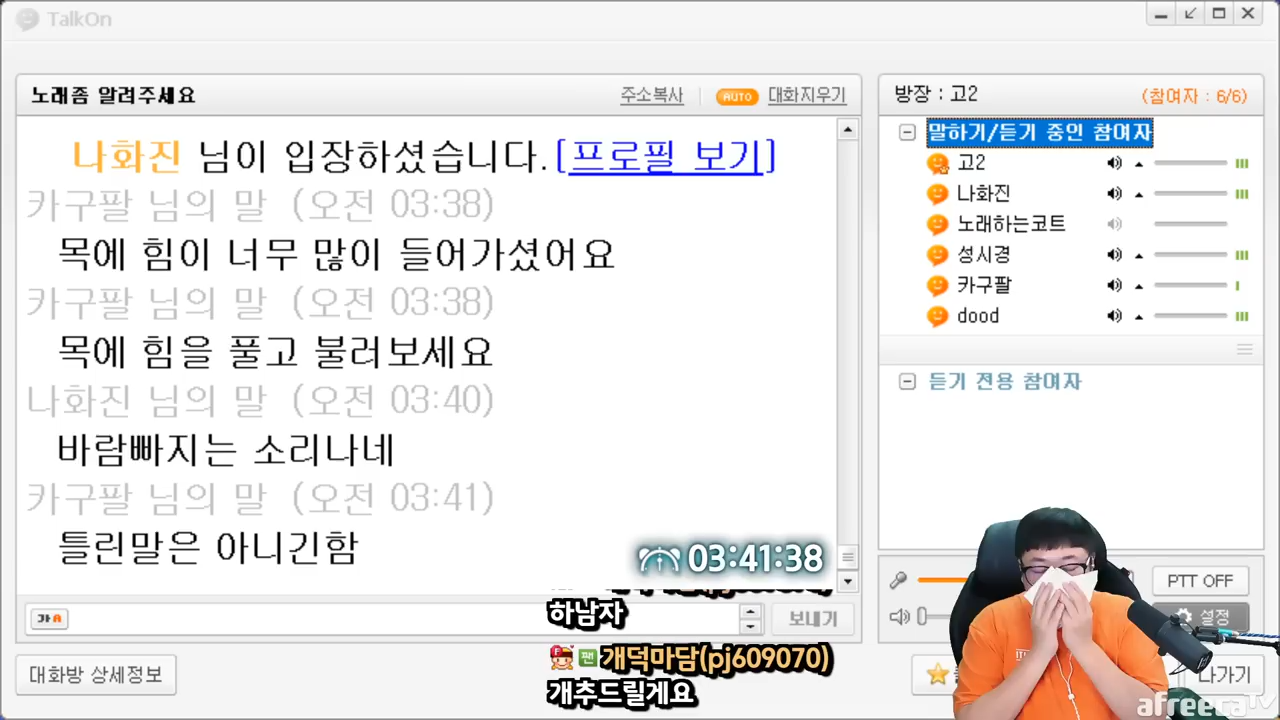 TalkOn
노래좀 알려주세요
주소복사
AUTO 대화지우기
나화진 님이 입장하셨습니다.[프로필 보기]
카구팔 님의 말 (오전 03:38)
목에 힘이 너무 많이 들어가셨어요
카구팔 님의 말 (오전 03:38)
목에 힘을 풀고 불러보세요
나화진 님의 말 (오전 03:40)
바람빠지는 소리나네
카구팔 님의 말 (오전 03:41)
틀린말은 아니긴함
03:41:38
하남자
가A
보내기
F 팬 개덕마담(pj609070)
개추드릴게요
대화방 상세정보
방장 : 고2
(참여자 : 6/6)
말하기/듣기 중인 참여자
고2
나화진
노래하는코트
성시경
카구팔
dood
듣기 전용 참여자
PTT OFF
설정
나가기
afreecaTV